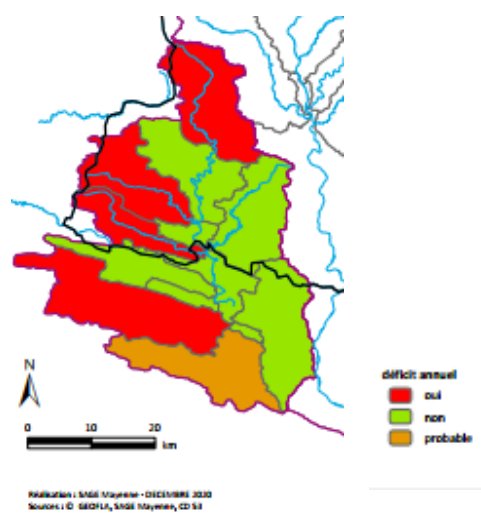 N
0 10 20
km
déficit annuel
oui
non
probable
Réalisation : SAGE Mayenne - DECEMBRE 2020
Sources : © GEOFLA, SAGE Mayenne, CD 53